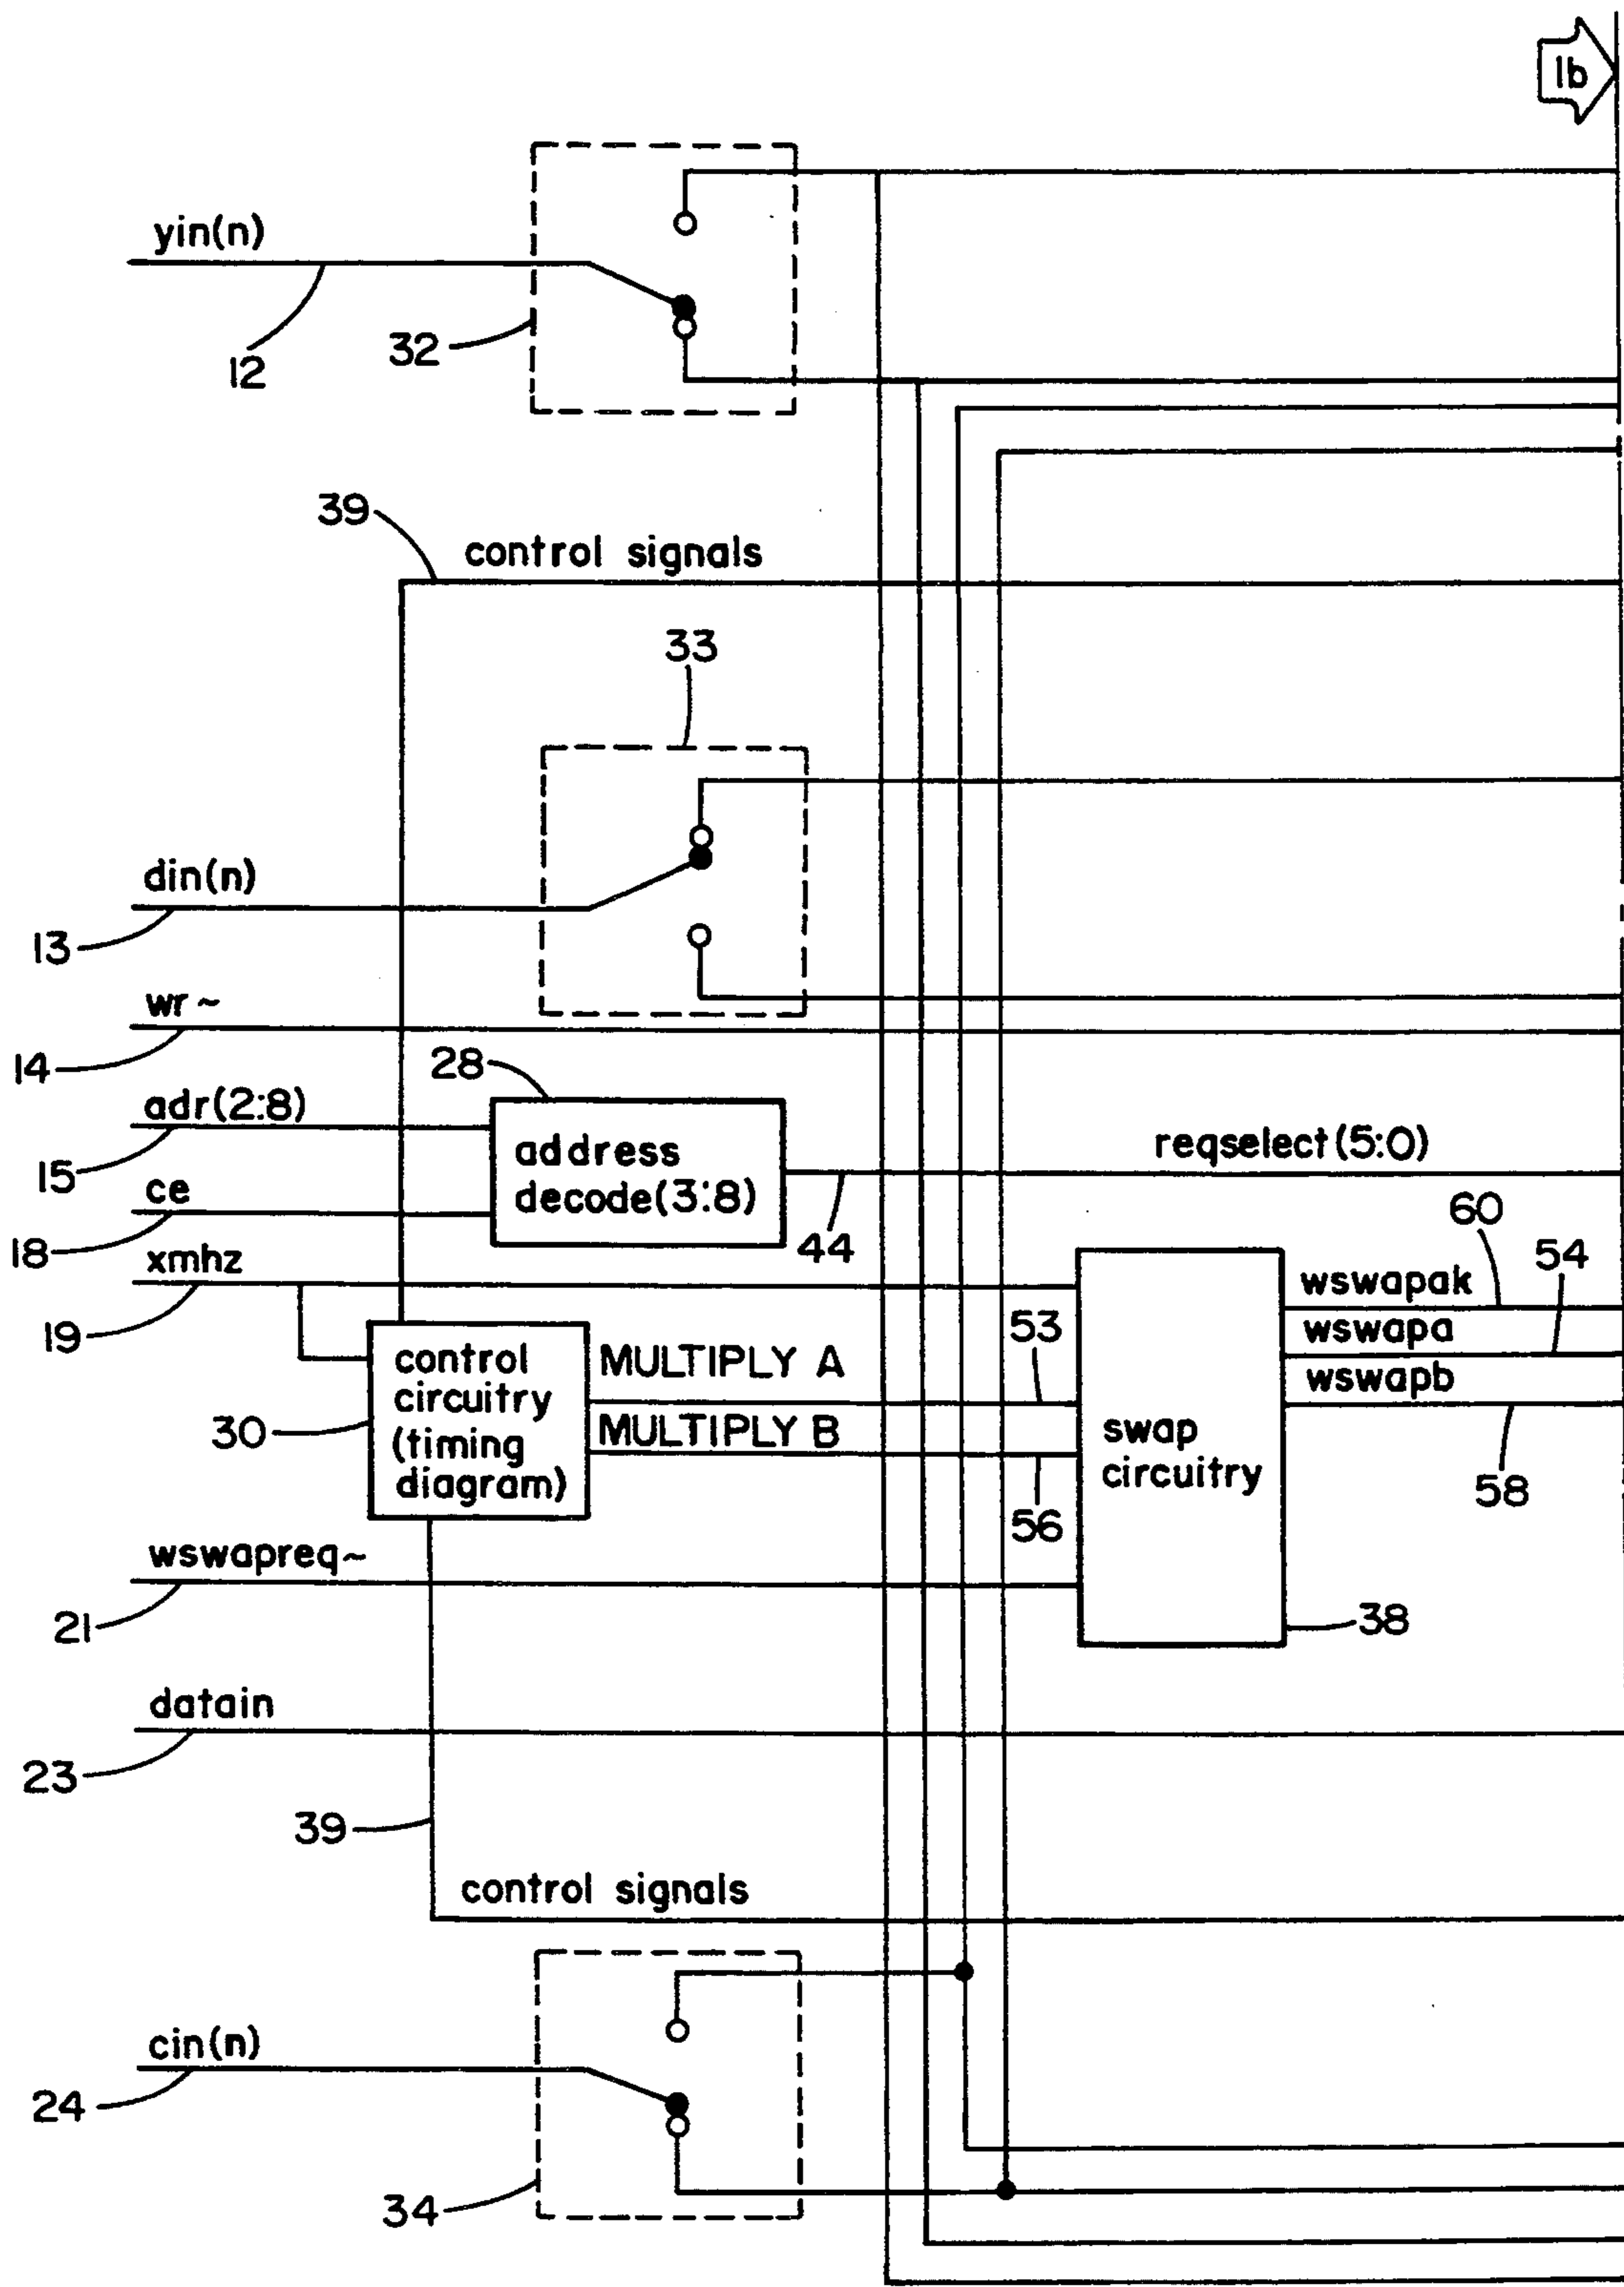 1b
yin(n)
12
32
39
control signals
33
din(n)
13
wr~
14
28
adr(2:8)
15
address
decode(3:8)
reqselect(5:0)
ce
18
44
60
xmhz
19
54
wswapak
53
wswapa
wswapb
control
circuitry
(timing
diagram)
30
MULTIPLY A
MULTIPLY B
swap
circuitry
56
58
wswapreq~
21
38
datain
23
39
control signals
cin(n)
24
34